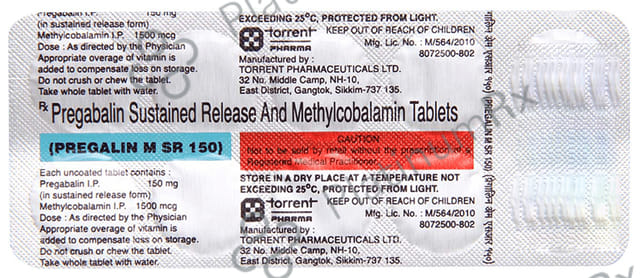 Pregabalin I.P. 150 mg
(in sustained release form)
Methylcobalamin I.P. 1500 mcg
Dose : As directed by the Physician
Appropriate overage of vitamin is
added to compensate loss on storage.
Do not crush or chew the tablet.
Take whole tablet with water.
EXCEEDING 25°C, PROTECTED FROM LIGHT.
torrent
PHARMA
KEEP OUT OF REACH OF CHILDREN
Mfg. Lic. No. : M/564/2010
8072500-802
Manufactured by :
TORRENT PHARMACEUTICALS LTD.
32 No. Middle Camp, NH-10,
East District, Gangtok, Sikkim-737 135.
Rx Pregabalin Sustained Release And Methylcobalamin Tablets
(PREGALIN M SR 150)
CAUTION
Not to be sold by retail without the prescription of a
Registered Medical Practitioner.
Each uncoated tablet contains :
Pregabalin I.P. 150 mg
(in sustained release form)
Methylcobalamin I.P. 1500 mcg
Dose : As directed by the Physician
Appropriate overage of vitamin is
added to compensate loss on storage.
Do not crush or chew the tablet.
Take whole tablet with water.
STORE IN A DRY PLACE AT A TEMPERATURE NOT
EXCEEDING 25°C, PROTECTED FROM LIGHT.
torrent
PHARMA
KEEP OUT OF REACH OF CHILDREN
Mfg. Lic. No. : M/564/2010
8072500-802
Manufactured by :
TORRENT PHARMACEUTICALS LTD.
32 No. Middle Camp, NH-10,
East District, Gangtok, Sikkim-737 135.
(PREGALIN M SR 150)
PlatinumRx